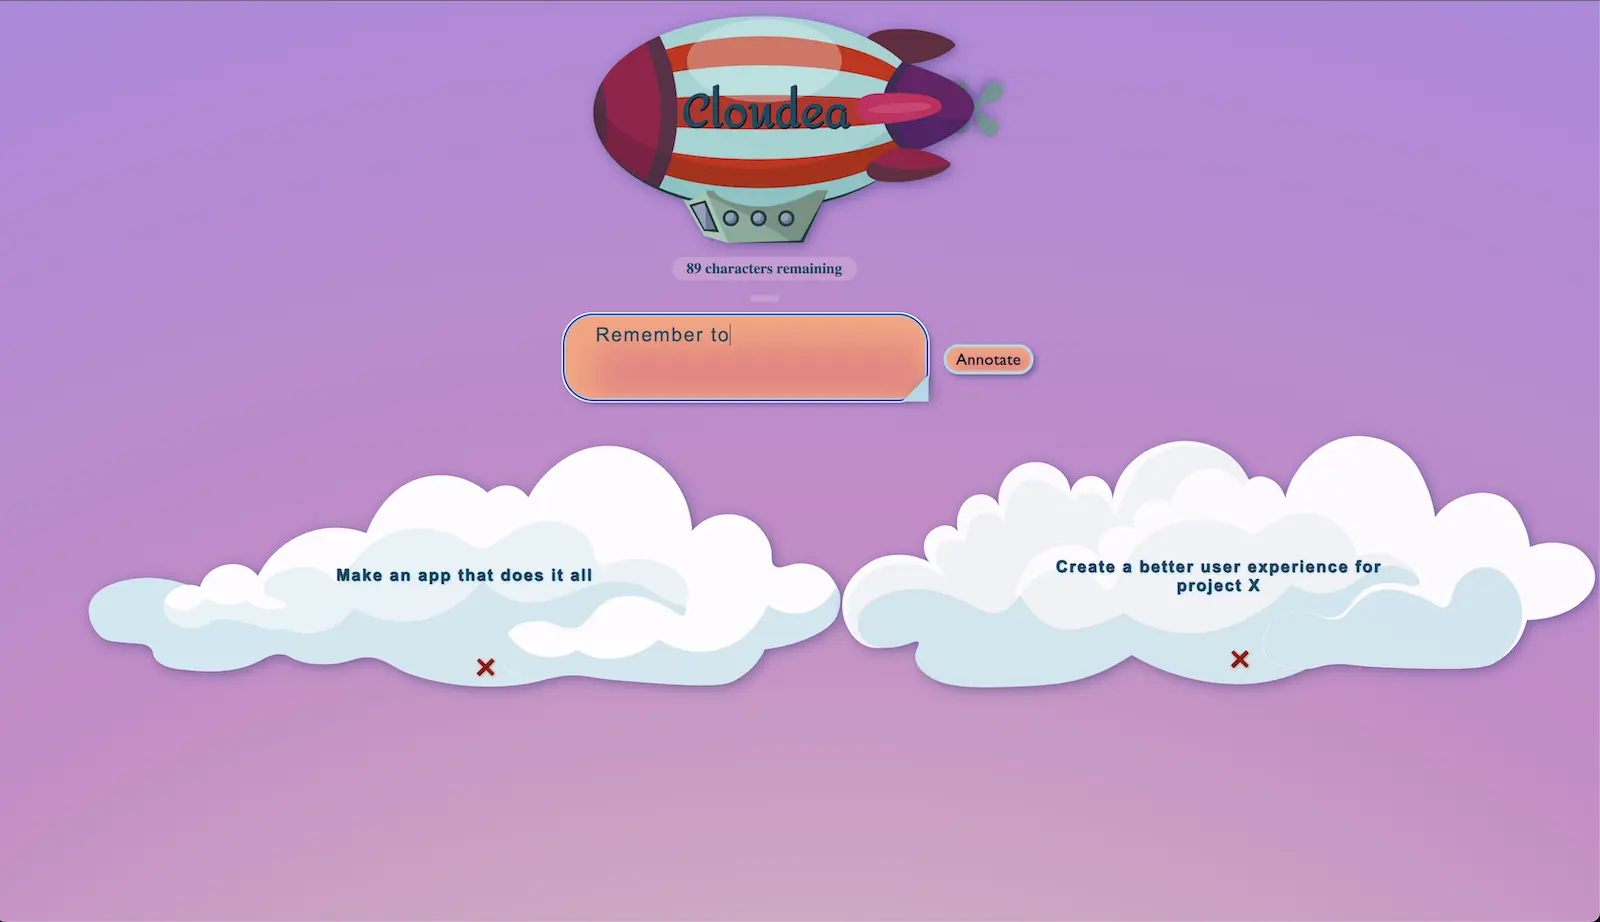 Cloudea
89 characters remaining
Remember to
Annotate
Make an app that does it all
Create a better user experience for
project X